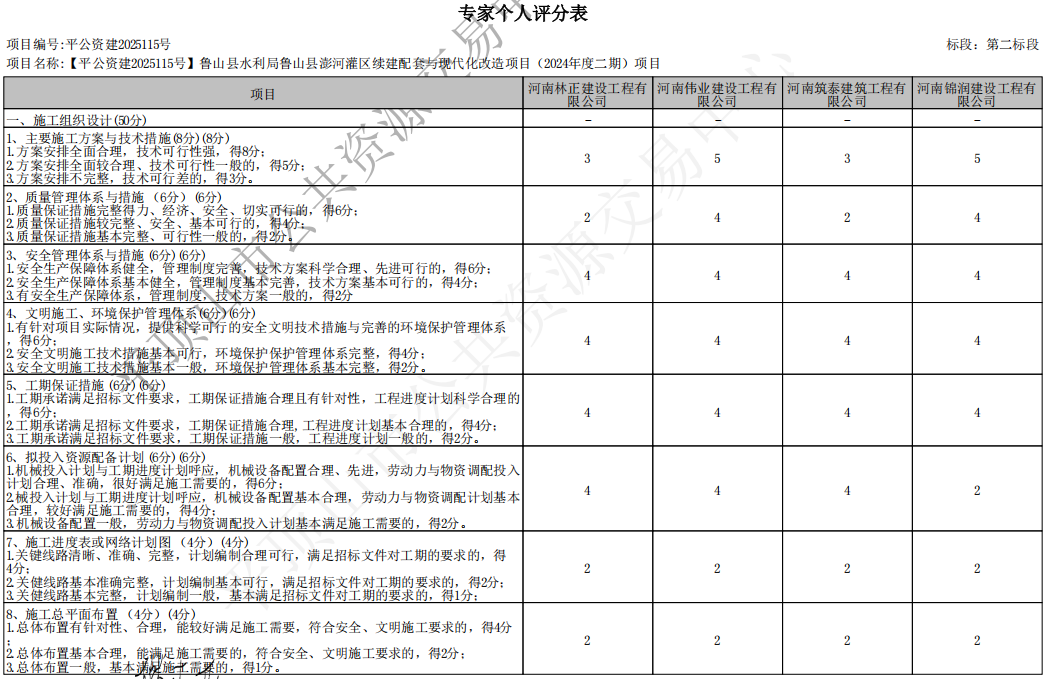 专家个人评分表
项目编号:平公资建2025115号
标段：第二标段
项目名称:【平公资建2025115号】鲁山县水利局鲁山县澎河灌区续建配套与现代化改造项目（2024年度二期）项目
项目
河南林正建设工程有限公司
河南伟业建设工程有限公司
河南筑泰建筑工程有限公司
河南锦润建设工程有限公司
一、施工组织设计(50分)
- - - -
1、主要施工方案与技术措施(8分)(8分)
1.方案安排全面合理，技术可行性强，得8分；
2.方案安排全面较合理、技术可行性一般的，得5分；
3.方案安排不完整，技术可行差的，得3分。
3 5 3 5
2、质量管理体系与措施 （6分）(6分)
1.质量保证措施完整得力、经济、安全、切实可行的，得6分；
2.质量保证措施较完整、安全、基本可行的，得4分；
3.质量保证措施基本完整、可行性一般的，得2分。
2 4 2 4
3、安全管理体系与措施 (6分)(6分)
1.安全生产保障体系健全，管理制度完善，技术方案科学合理、先进可行的，得6分；
2.安全生产保障体系基本健全，管理制度基本完善，技术方案基本可行的，得4分；
3.有安全生产保障体系，管理制度，技术方案一般的，得2分
4 4 4 4
4、文明施工、环境保护管理体系(6分)(6分)
1.有针对项目实际情况，提供科学可行的安全文明技术措施与完善的环境保护管理体系
，得6分；
2.安全文明施工技术措施基本可行，环境保护保护管理体系完整，得4分；
3.安全文明施工技术措施基本一般，环境保护管理体系基本完整，得2分。
4 4 4 4
5、工期保证措施 (6分)(6分)
1.工期承诺满足招标文件要求，工期保证措施合理且有针对性，工程进度计划科学合理的
，得6分；
2.工期承诺满足招标文件要求，工期保证措施合理,工程进度计划基本合理的，得4分；
3.工期承诺满足招标文件要求，工期保证措施一般，工程进度计划一般的，得2分。
4 4 4 4
6、拟投入资源配备计划 (6分)(6分)
1.机械投入计划与工期进度计划呼应，机械设备配置合理、先进，劳动力与物资调配投入
计划合理、准确，很好满足施工需要的，得6分；
2.械投入计划与工期进度计划呼应，机械设备配置基本合理，劳动力与物资调配计划基本
合理，较好满足施工需要的，得4分；
3.机械设备配置一般，劳动力与物资调配投入计划基本满足施工需要的，得2分。
4 4 4 2
7、施工进度表或网络计划图 （4分）(4分)
1.关键线路清晰、准确、完整，计划编制合理可行，满足招标文件对工期的要求的，得
4分；
2.关健线路基本准确完整，计划编制基本可行，满足招标文件对工期的要求的，得2分；
3.关健线路基本完整，计划编制一般，基本满足招标文件对工期的要求的，得1分；
2 2 2 2
8、施工总平面布置 （4分）(4分)
1.总体布置有针对性、合理，能较好满足施工需要，符合安全、文明施工要求的，得4分
；
2.总体布置基本合理，能满足施工需要的，符合安全、文明施工要求的，得2分；
3.总体布置一般，基本满足施工需要的，得1分。
2 2 2 2
平顶山市公共资源交易中心
平顶山市公共资源交易中心